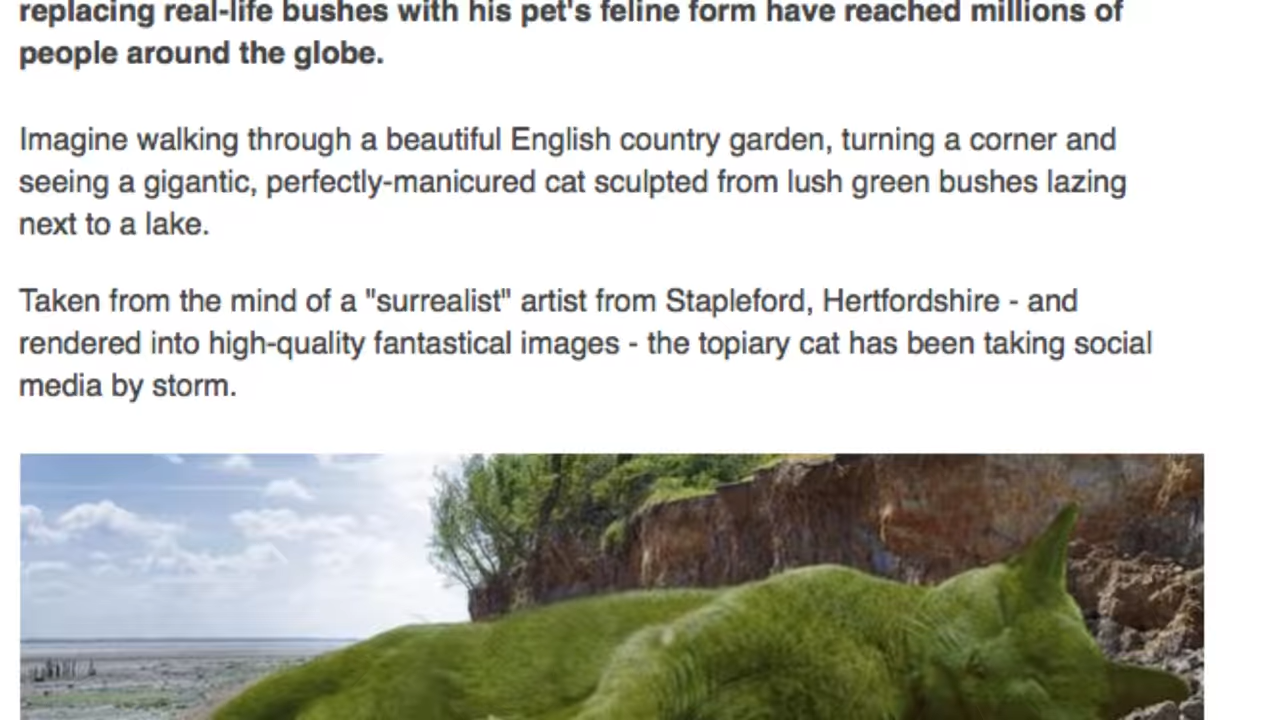 replacing real-life bushes with his pet's feline form have reached millions of
people around the globe.
Imagine walking through a beautiful English country garden, turning a corner and
seeing a gigantic, perfectly-manicured cat sculpted from lush green bushes lazing
next to a lake.
Taken from the mind of a "surrealist" artist from Stapleford, Hertfordshire - and
rendered into high-quality fantastical images - the topiary cat has been taking social
media by storm.